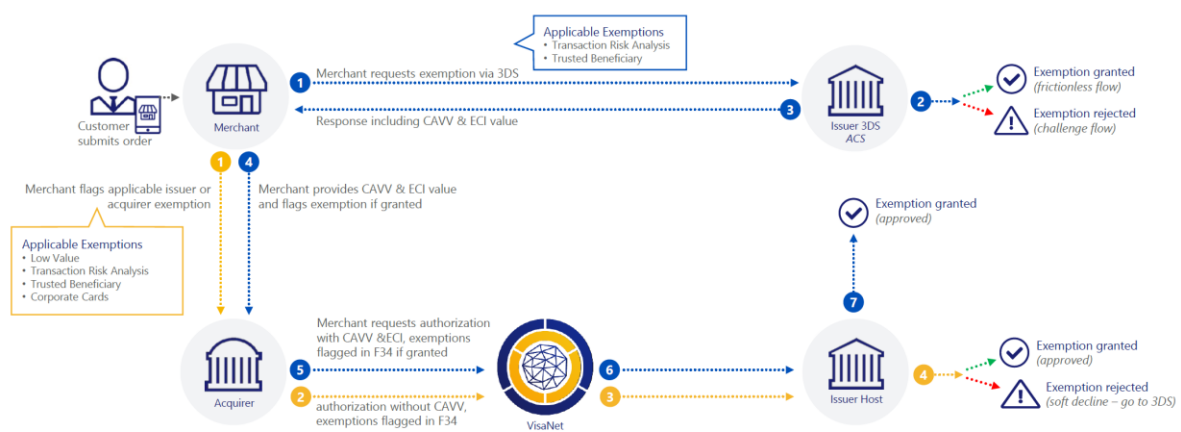 Applicable Exemptions
• Transaction Risk Analysis
• Trusted Beneficiary
1
Merchant requests exemption via 3DS
3
Response including CAVV & ECI value
Customer
submits order
Merchant
Issuer 3DS
ACS
2
Exemption granted
(frictionless flow)
Exemption rejected
(challenge flow)
1
4
Merchant flags applicable issuer or
acquirer exemption
Merchant provides CAVV & ECI value
and flags exemption if granted
Applicable Exemptions
• Low Value
• Transaction Risk Analysis
• Trusted Beneficiary
• Corporate Cards
Exemption granted
(approved)
7
Acquirer
Merchant requests authorization
with CAVV &ECI, exemptions
flagged in F34 if granted
5
2
authorization without CAVV,
exemptions flagged in F34
VisaNet
6
3
Issuer Host
4
Exemption granted
(approved)
Exemption rejected
(soft decline – go to 3DS)